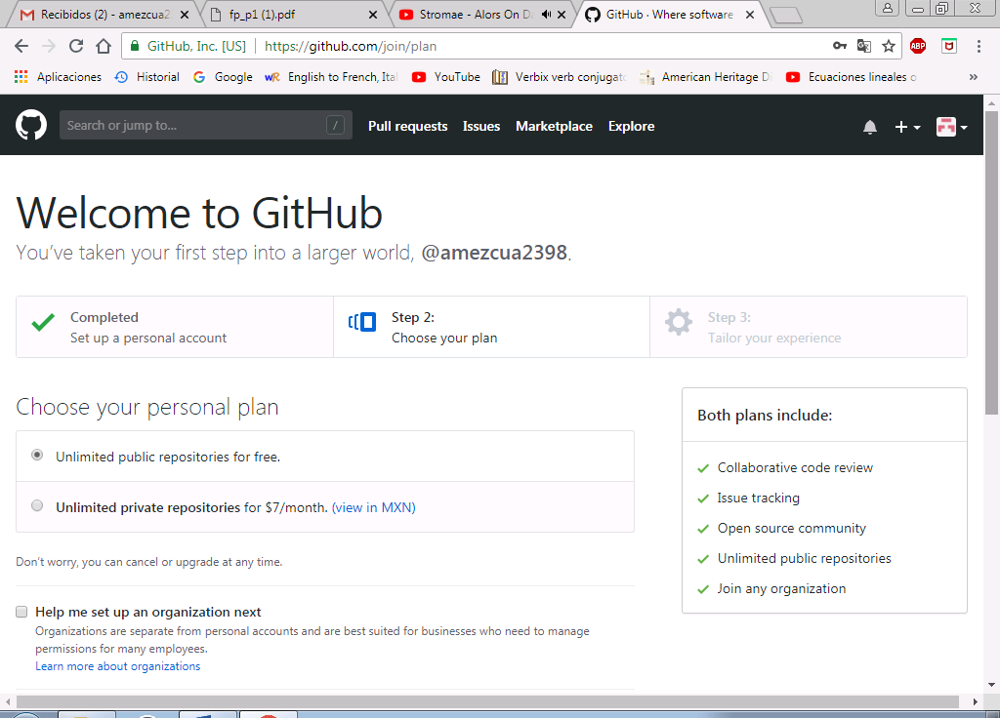 Recibidos (2) - amezcua2
fp_p1 (1).pdf
Stromae - Alors On D
GitHub · Where software
GitHub, Inc. [US]
https://github.com/join/plan
ABP
Aplicaciones
Historial
Google
English to French, Ita
YouTube
Verbix verb conjugato
American Heritage D
Ecuaciones lineales o
»
Search or jump to...
/
Pull requests
Issues
Marketplace
Explore
Welcome to GitHub
You've taken your first step into a larger world, @amezcua2398.
Completed
Set up a personal account
Step 2:
Choose your plan
Step 3:
Tailor your experience
Choose your personal plan
Unlimited public repositories for free.
Unlimited private repositories for $7/month. (view in MXN)
Don't worry, you can cancel or upgrade at any time.
Help me set up an organization next
Organizations are separate from personal accounts and are best suited for businesses who need to manage
permissions for many employees.
Learn more about organizations
Both plans include:
Collaborative code review
Issue tracking
Open source community
Unlimited public repositories
Join any organization